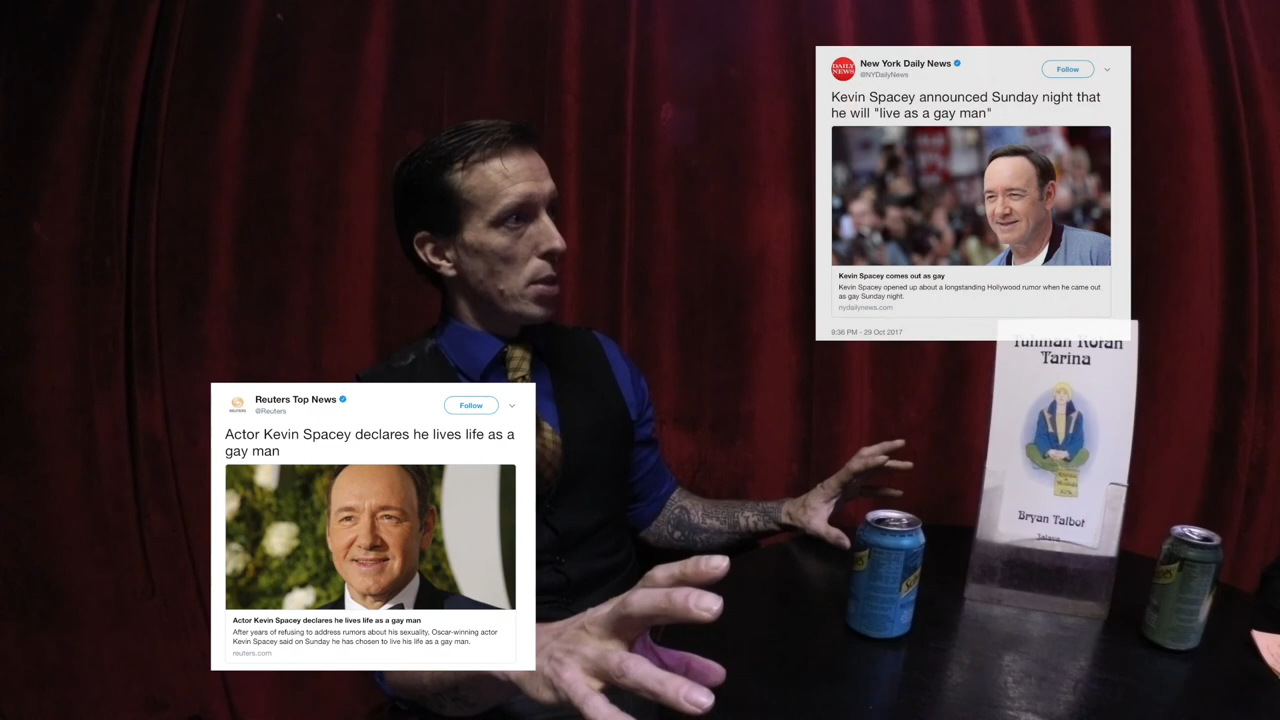 New York Daily News
@NYDailyNews
Follow
Kevin Spacey announced Sunday night that
he will "live as a gay man"
Kevin Spacey comes out as gay
Kevin Spacey opened up about a longstanding Hollywood rumor when he came out
as gay Sunday night.
nydailynews.com
9:36 PM - 29 Oct 2017
DAILY
NEWS
Reuters Top News
@Reuters
Follow
REUTERS
Actor Kevin Spacey declares he lives life as a
gay man
Actor Kevin Spacey declares he lives life as a gay man
After years of refusing to address rumors about his sexuality, Oscar-winning actor
Kevin Spacey said on Sunday he has chosen to live his life as a gay man.
reuters.com
Tarina
Bryan Talbot